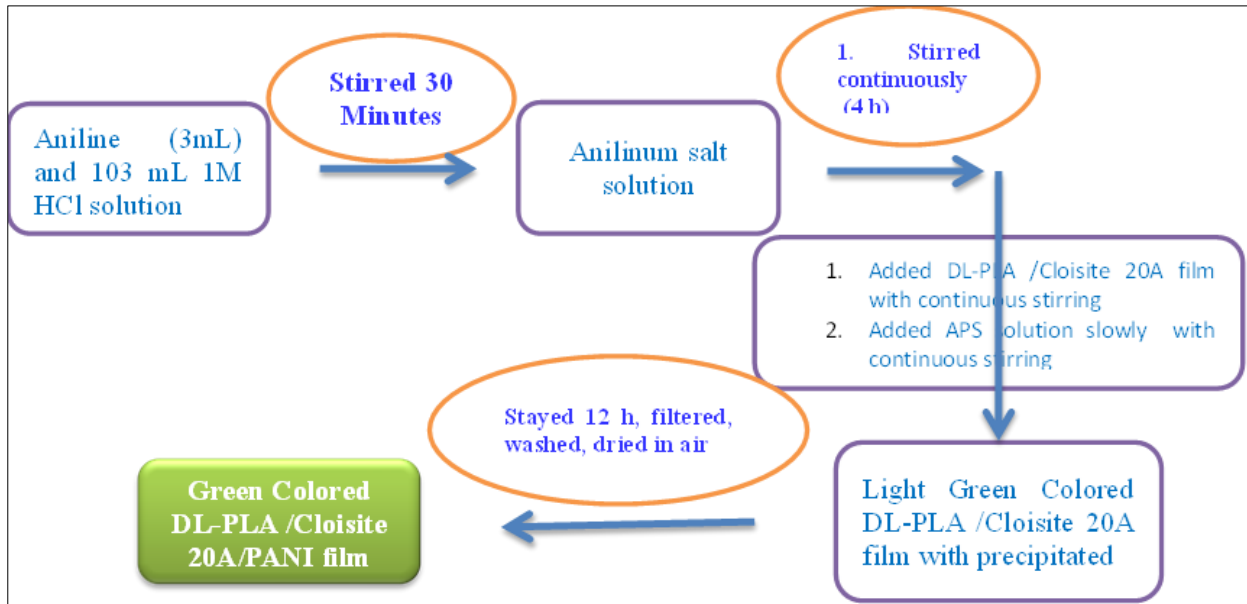 Aniline (3mL)
and 103 mL 1M
HCl solution
Stirred 30
Minutes
Anilinum salt
solution
1. Stirred
continuously
(4 h)
1. Added DL-PLA /Cloisite 20A film
with continuous stirring
2. Added APS solution slowly with
continuous stirring
Light Green Colored
DL-PLA /Cloisite 20A
film with precipitated
Stayed 12 h, filtered,
washed, dried in air
Green Colored
DL-PLA /Cloisite
20A/PANI film